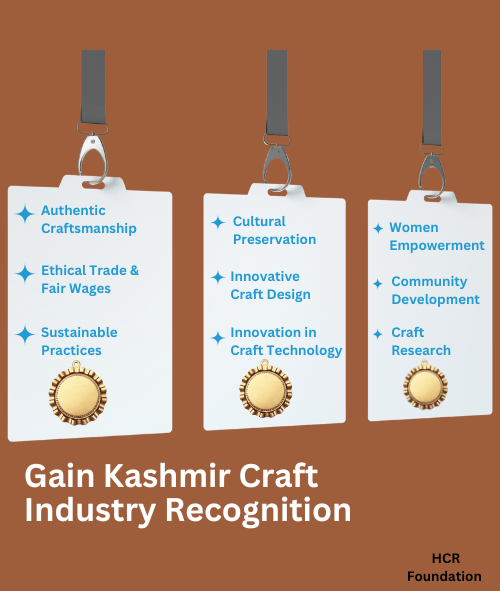 Authentic
Craftsmanship
Ethical Trade &
Fair Wages
Sustainable
Practices
Cultural
Preservation
Innovative
Craft Design
Innovation in
Craft Technology
Women
Empowerment
Community
Development
Craft
Research
Gain Kashmir Craft
Industry Recognition
HCR
Foundation